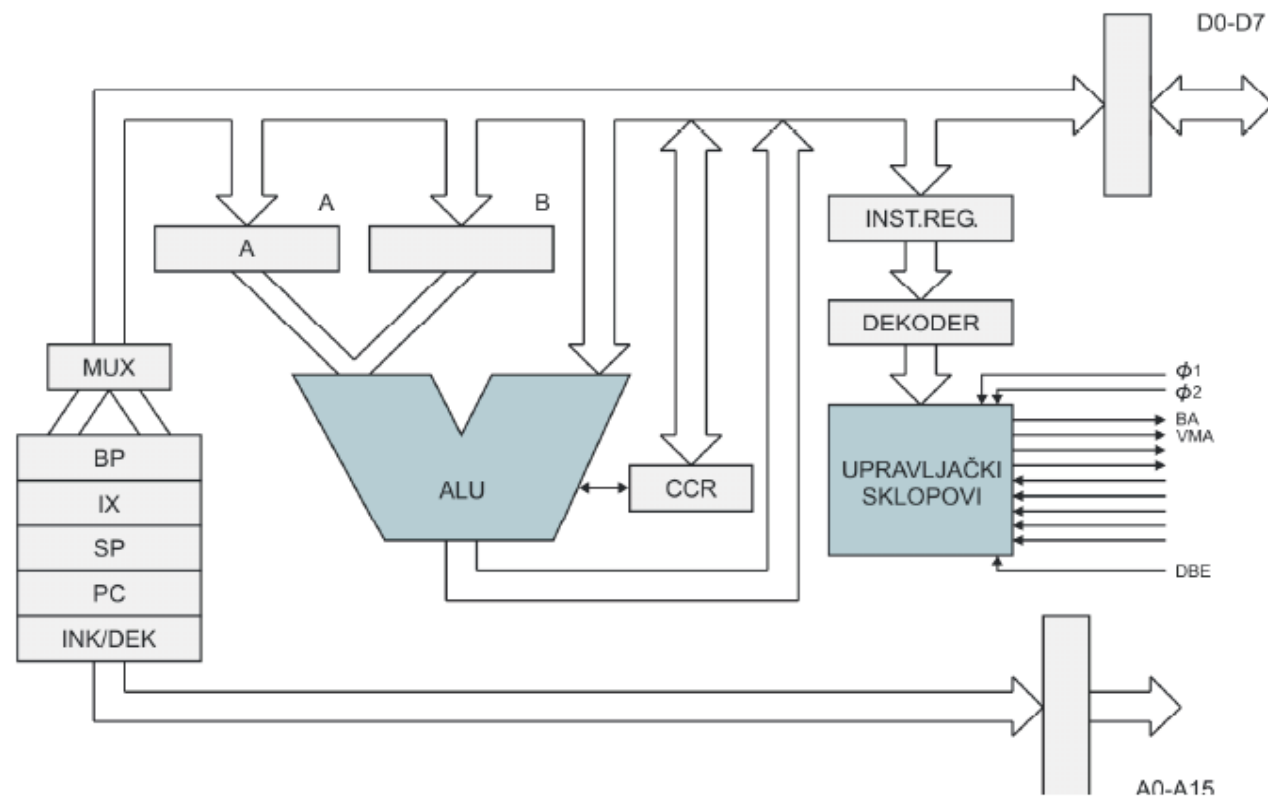 D0-D7
A
B
A
INST.REG.
DEKODER
MUX
ϕ1
ϕ2
BA
VMA
BP
IX
SP
PC
INK/DEK
ALU
CCR
UPRAVLJAČKI
SKLOPOVI
DBE
A0-A15